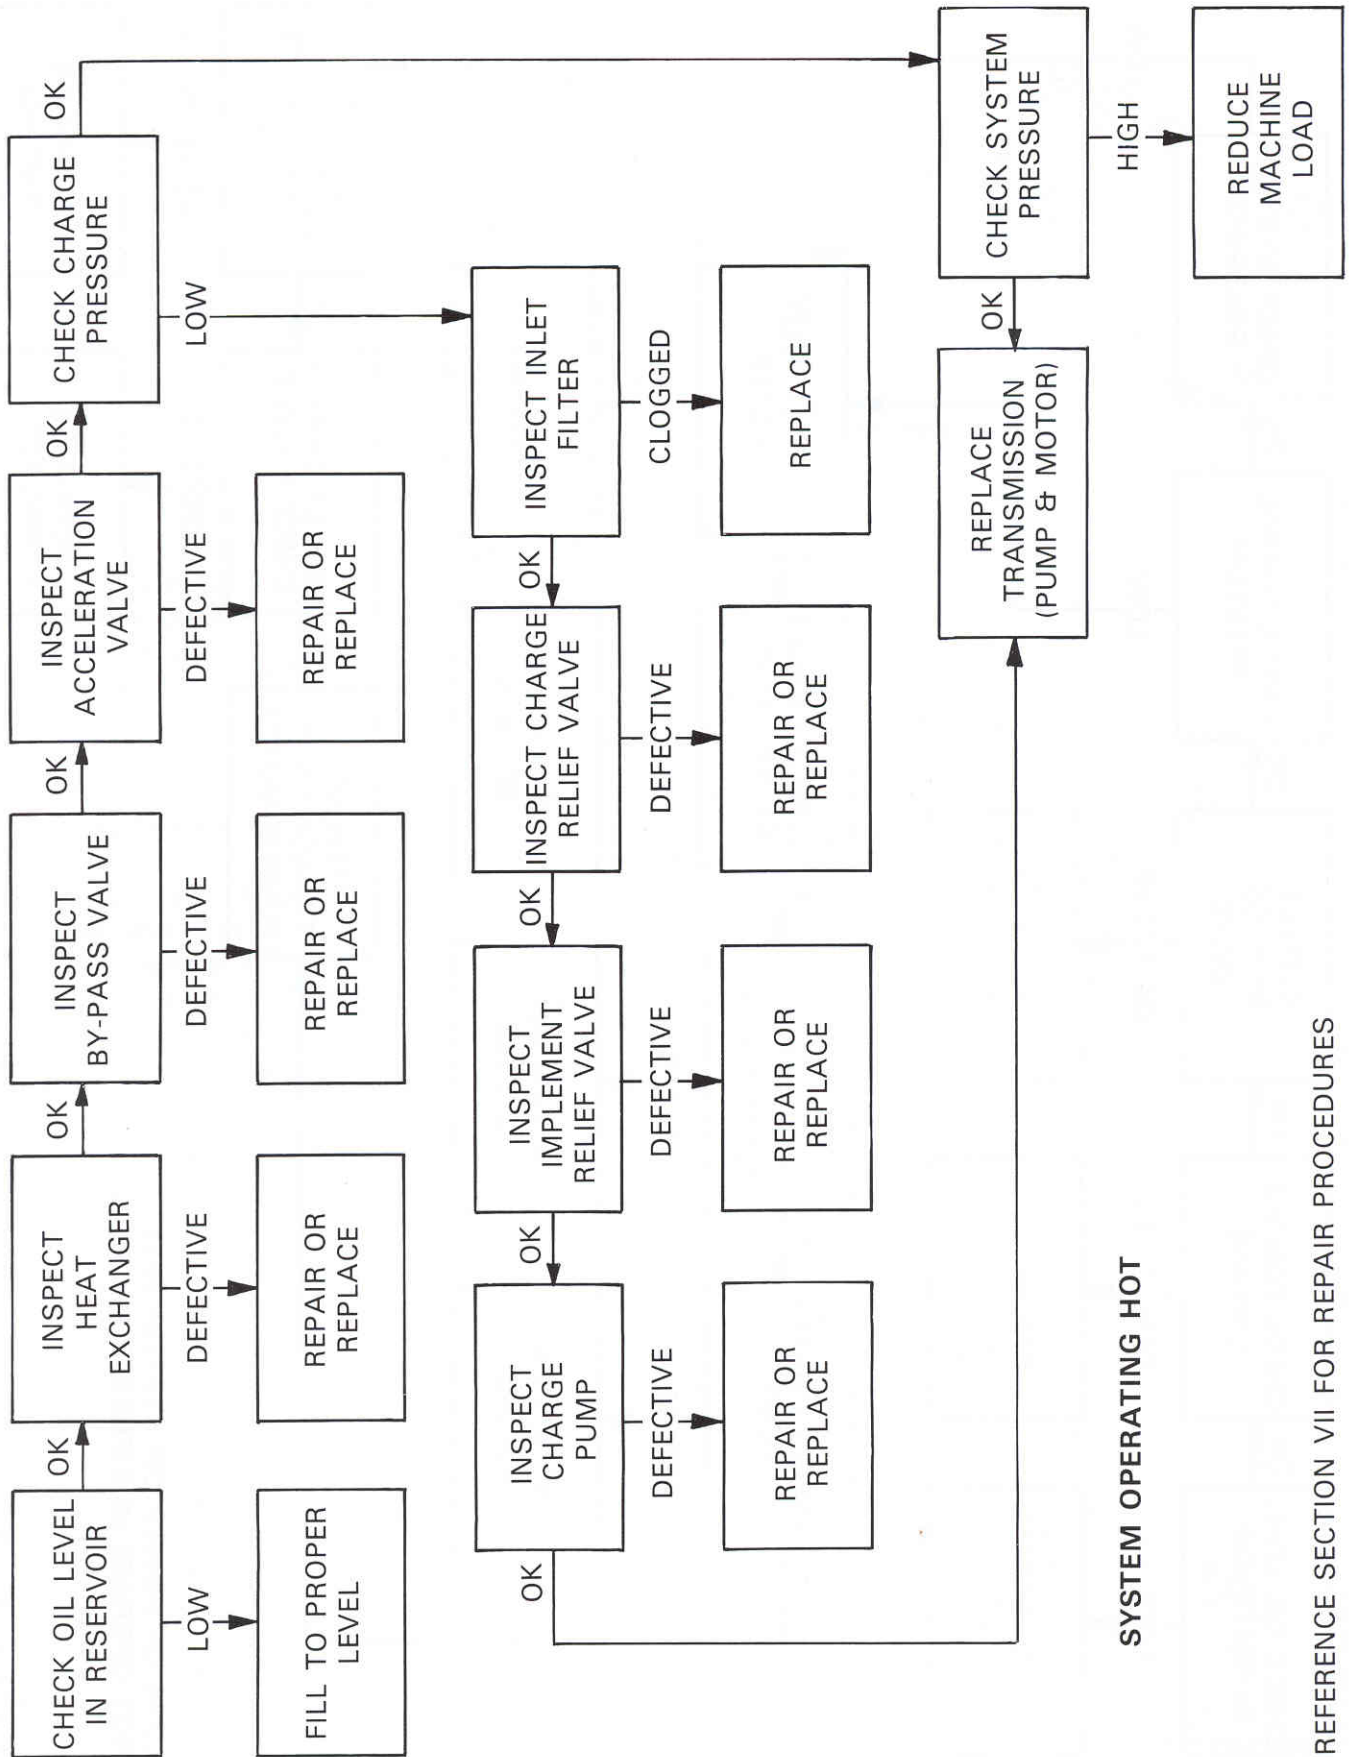 CHECK OIL LEVEL
IN RESERVOIR
OK
LOW
FILL TO PROPER
LEVEL
INSPECT
HEAT
EXCHANGER
OK
DEFECTIVE
REPAIR OR
REPLACE
INSPECT
BY-PASS VALVE
OK
DEFECTIVE
REPAIR OR
REPLACE
INSPECT
ACCELERATION
VALVE
OK
DEFECTIVE
REPAIR OR
REPLACE
CHECK CHARGE
PRESSURE
OK
LOW
INSPECT INLET
FILTER
OK
CLOGGED
REPLACE
INSPECT CHARGE
RELIEF VALVE
OK
DEFECTIVE
REPAIR OR
REPLACE
INSPECT
IMPLEMENT
RELIEF VALVE
OK
DEFECTIVE
REPAIR OR
REPLACE
INSPECT
CHARGE
PUMP
OK
DEFECTIVE
REPAIR OR
REPLACE
CHECK SYSTEM
PRESSURE
OK
HIGH
REDUCE
MACHINE
LOAD
REPLACE
TRANSMISSION
(PUMP & MOTOR)
SYSTEM OPERATING HOT
REFERENCE SECTION VII FOR REPAIR PROCEDURES